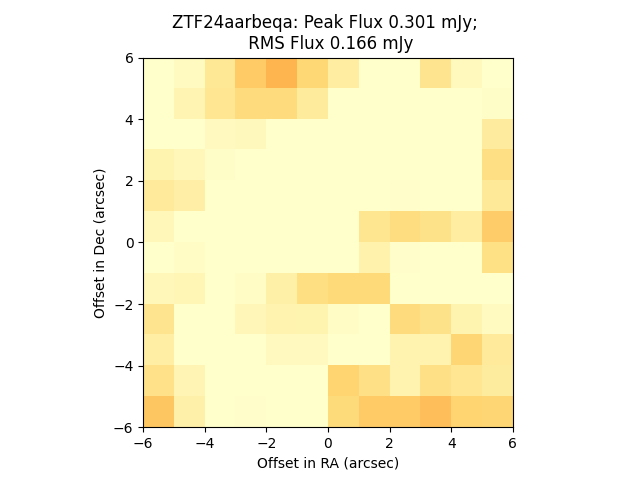 ZTF24aarbeqa: Peak Flux 0.301 mJy;
RMS Flux 0.166 mJy
6
4
2
0
−2
−4
−6
Offset in Dec (arcsec)
−6 −4 −2 0 2 4 6
Offset in RA (arcsec)